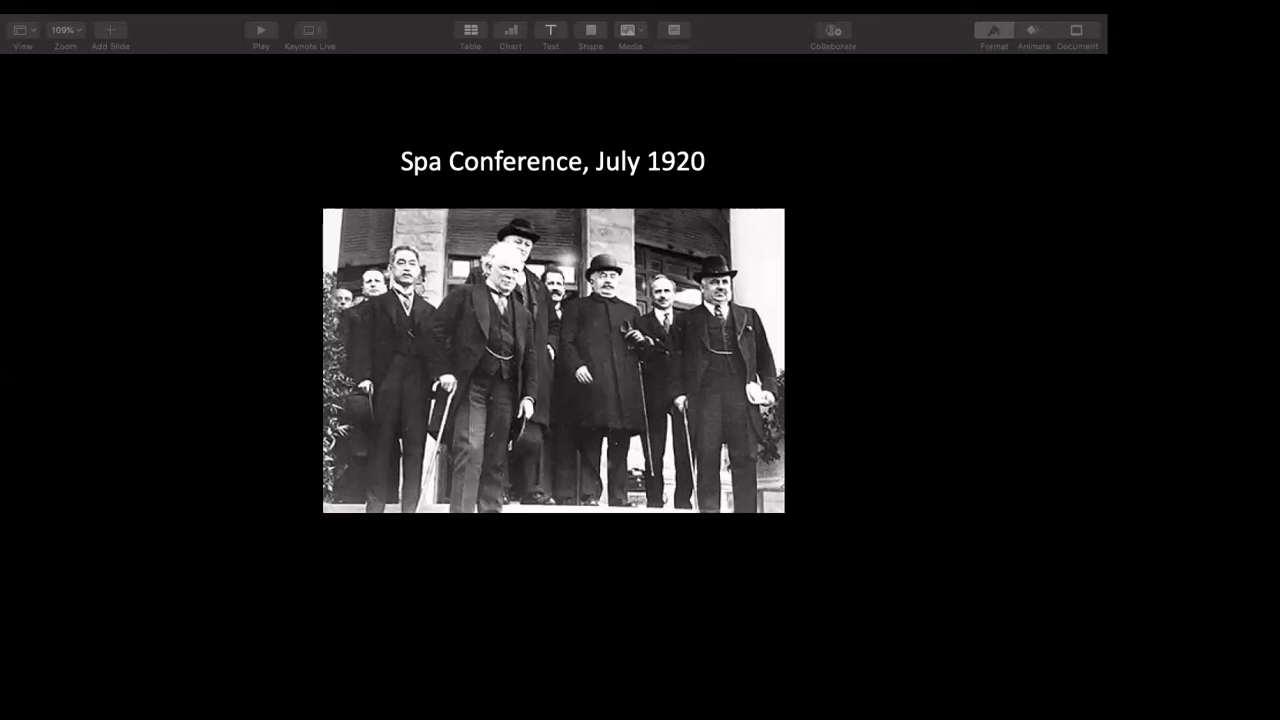 109%
View
Zoom
Add Slide
Play
Keynote Live
Table
Chart
Text
Shape
Media
Collaborate
Format
Animate
Document
Spa Conference, July 1920